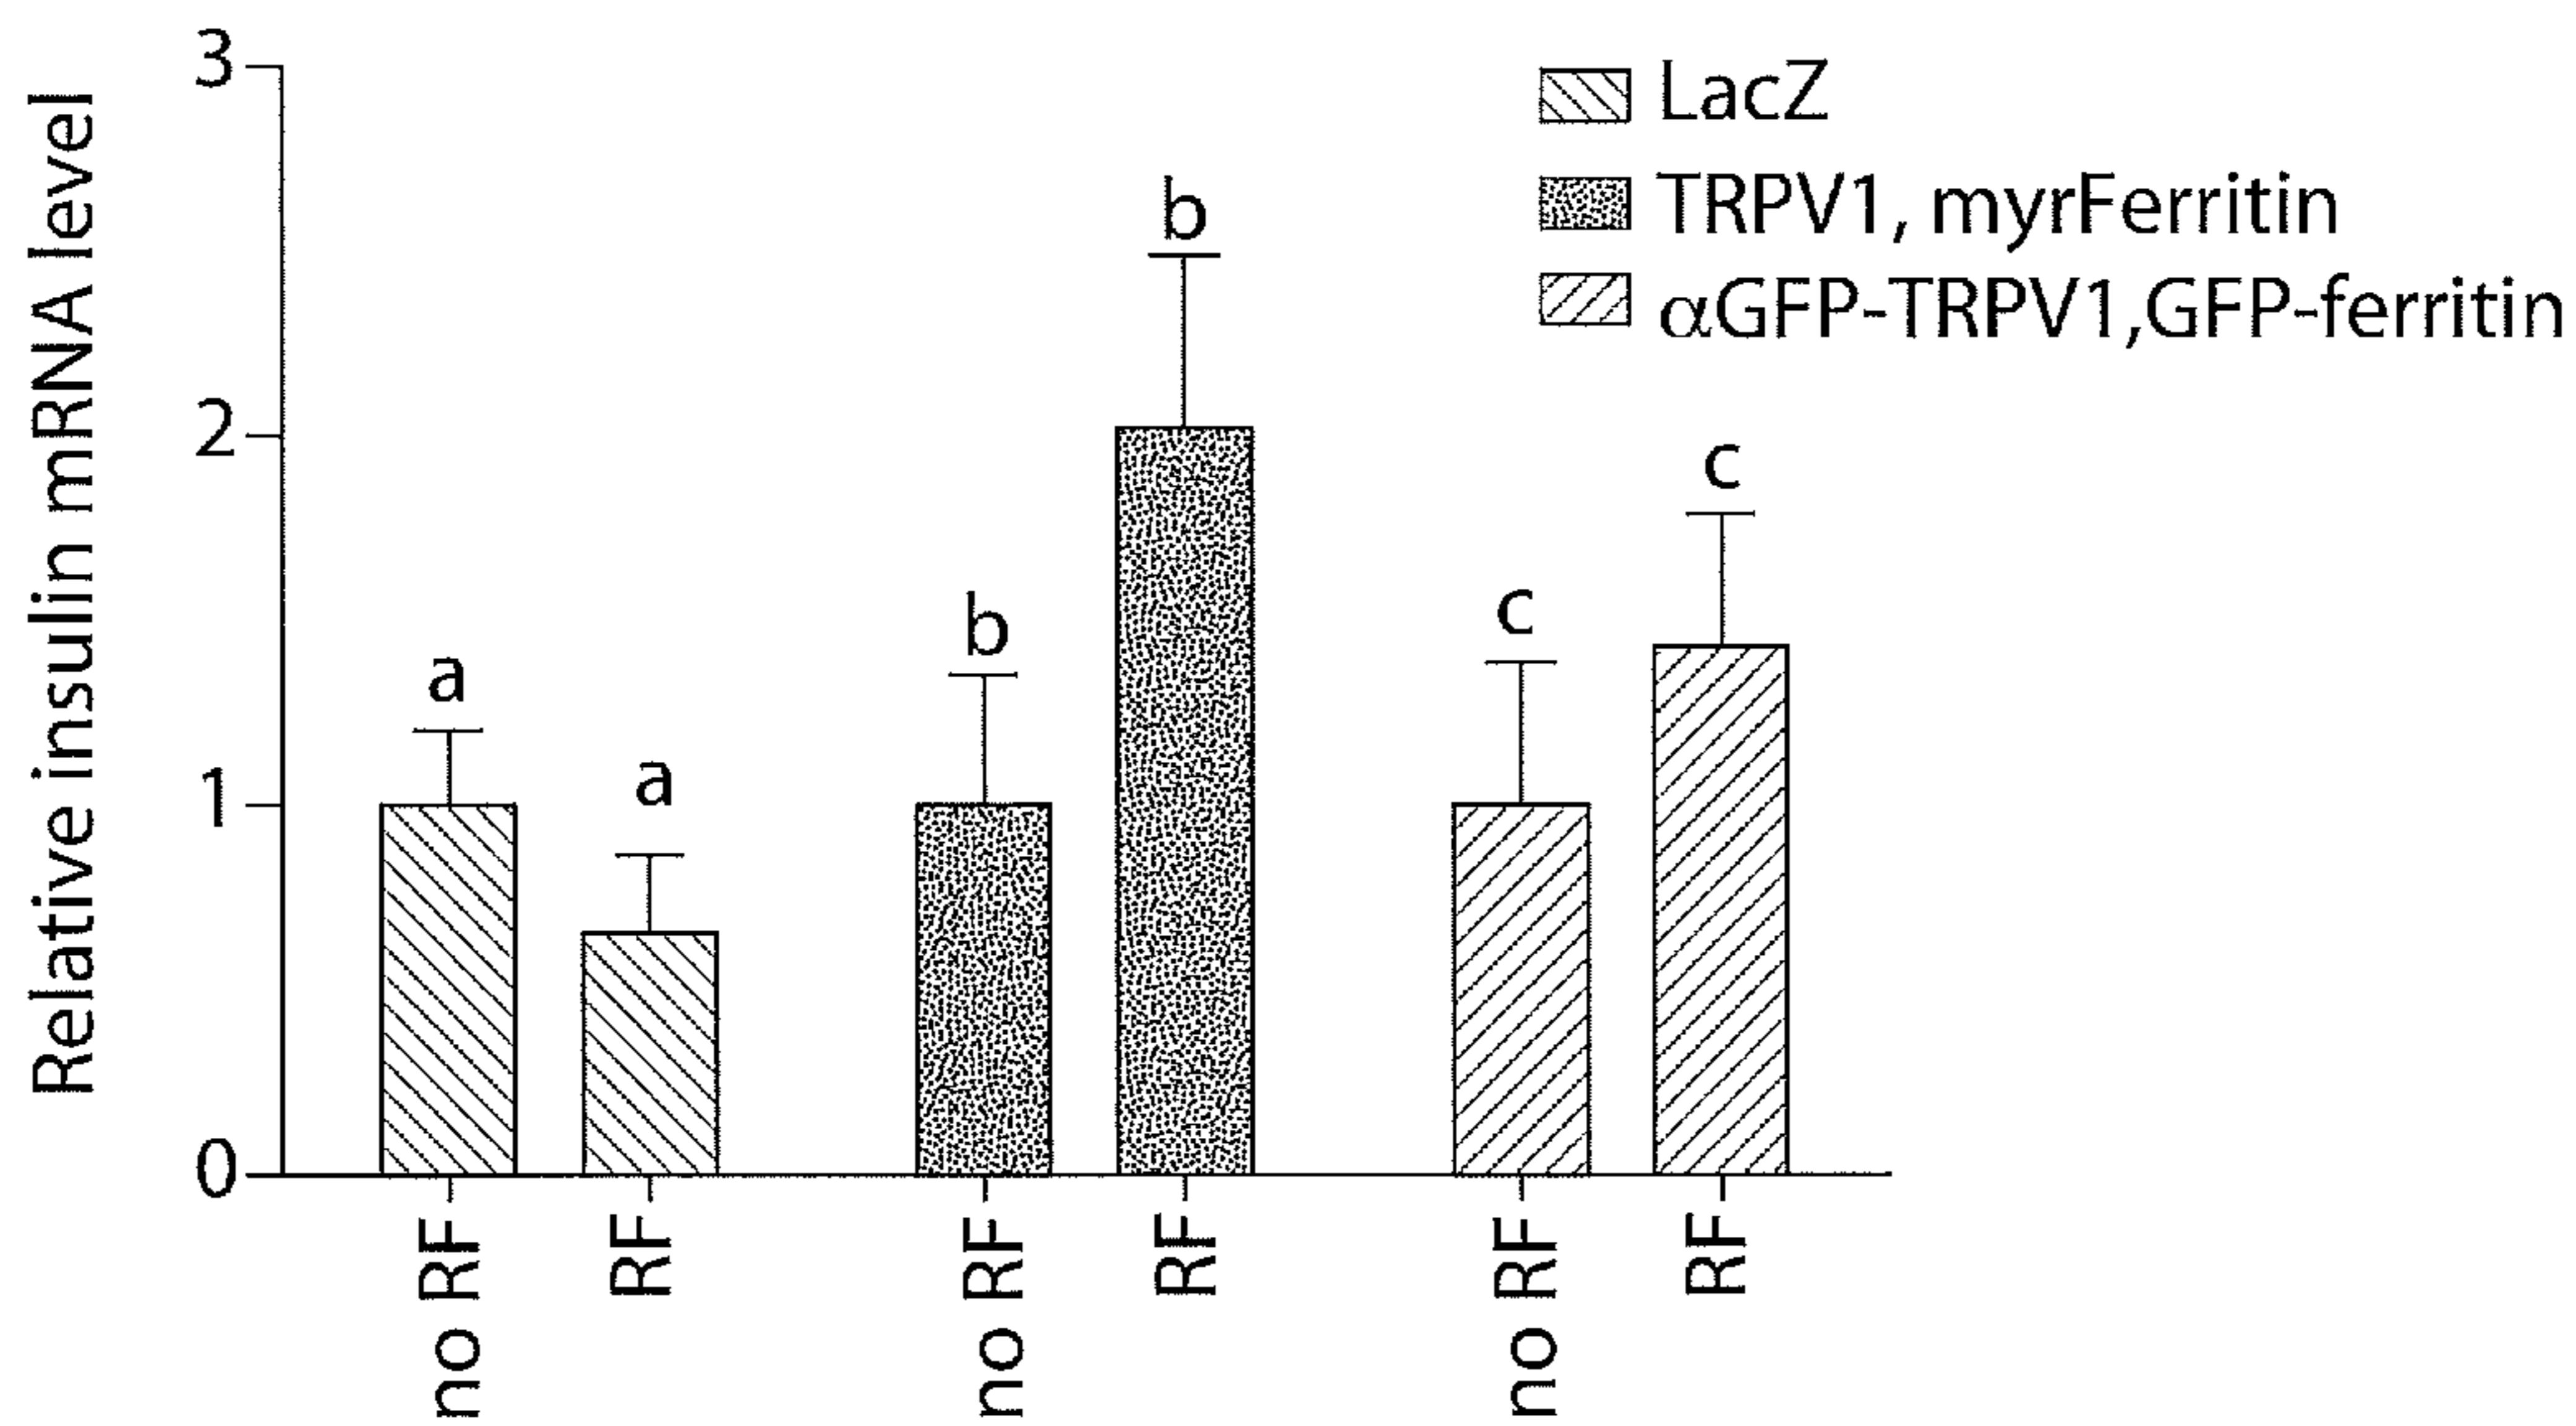 Relative insulin mRNA level
3
2
1
0
LacZ
TRPV1, myrFerritin
αGFP-TRPV1,GFP-ferritin
a
a
b
b
c
c
no RF
RF
no RF
RF
no RF
RF